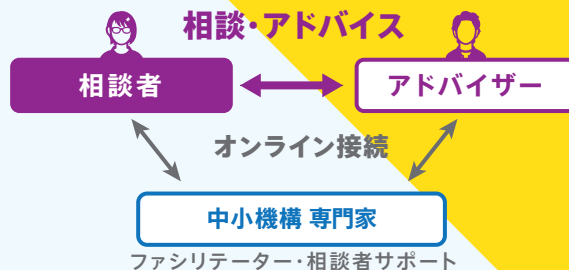 相談・アドバイス
相談者
アドバイザー
オンライン接続
中小機構 専門家
ファシリテーター・相談者サポート